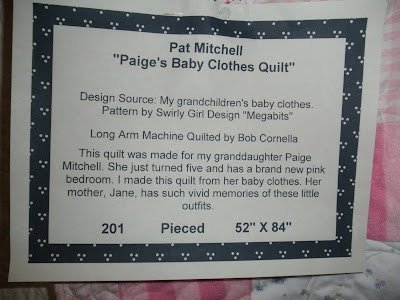 Pat Mitchell
"Paige's Baby Clothes Quilt"
Design Source: My grandchildren's baby clothes.
Pattern by Swirly Girl Design "Megabits"
Long Arm Machine Quilted by Bob Cornella
This quilt was made for my granddaughter Paige
Mitchell. She just turned five and has a brand new pink
bedroom. I made this quilt from her baby clothes. Her
mother, Jane, has such vivid memories of these little
outfits.
201 Pieced 52" X 84"